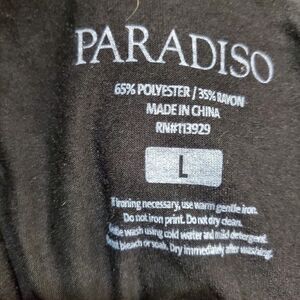 PARADISO
65% POLYESTER / 35% RAYON
MADE IN CHINA
RN#113929
L
If ironing necessary, use warm gentle iron.
Do not iron print. Do not dry clean.
wash using cold water and mild detergent.
not bleach or soak. Dry immediately after washing.